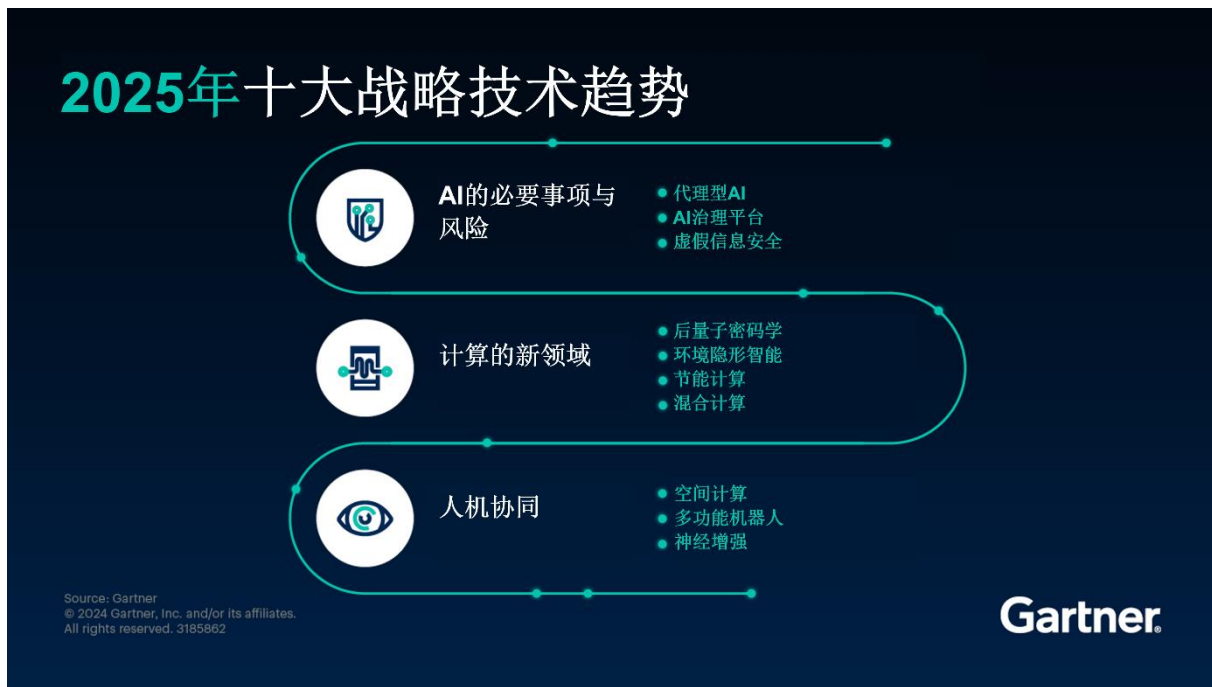 2025年十大战略技术趋势
AI的必要事项与
风险
● 代理型AI
● AI治理平台
● 虚假信息安全
计算的新领域
● 后量子密码学
● 环境隐形智能
● 节能计算
● 混合计算
人机协同
● 空间计算
● 多功能机器人
● 神经增强
Source: Gartner
© 2024 Gartner, Inc. and/or its affiliates.
All rights reserved. 3185862
Gartner®